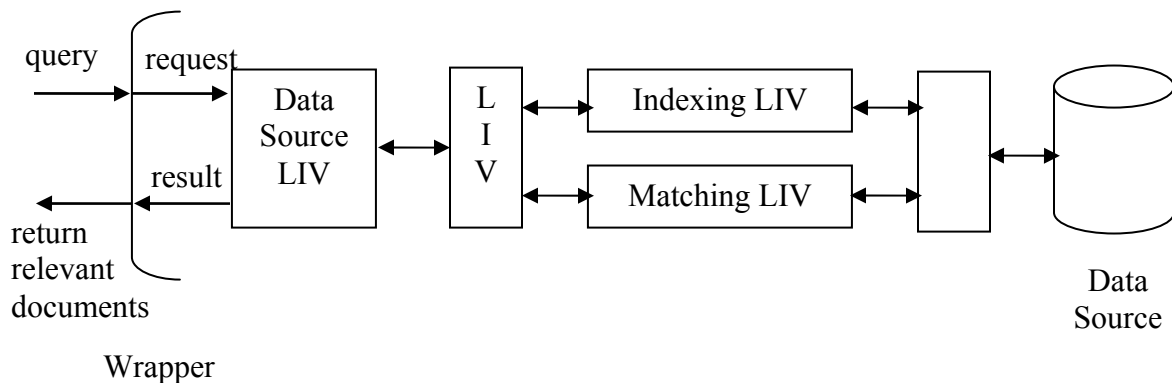 query
request
Data
Source
LIV
result
return
relevant
documents
Wrapper
L
I
V
Indexing LIV
Matching LIV
Data
Source